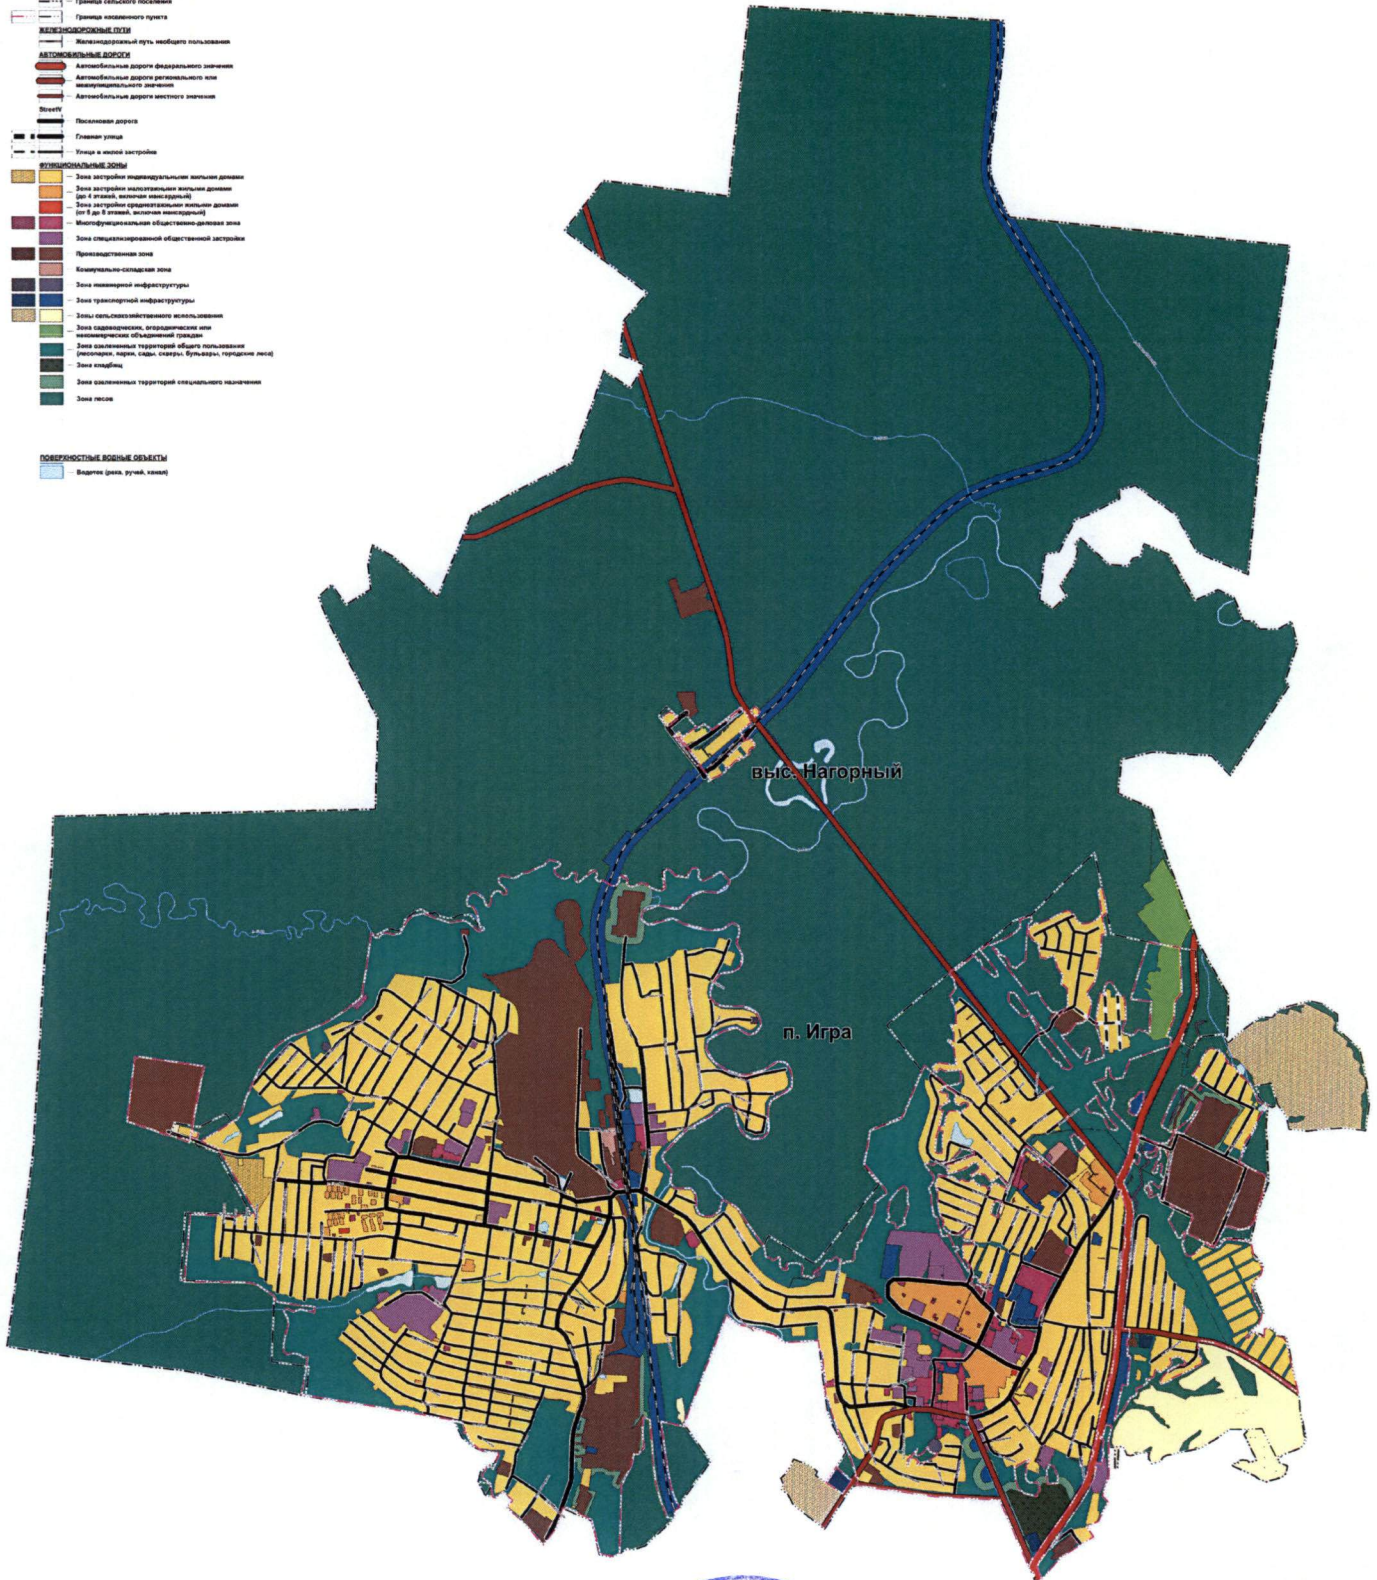 Граница сельского поселения
Граница населенного пункта
ЖЕЛЕЗНОДОРОЖНЫЕ ПУТИ
Железнодорожный путь необщего пользования
АВТОМОБИЛЬНЫЕ ДОРОГИ
Автомобильные дороги федерального значения
Автомобильные дороги регионального или
межмуниципального значения
Автомобильные дороги местного значения
StreetV
Поселковая дорога
Главная улица
Улица в жилой застройке
ФУНКЦИОНАЛЬНЫЕ ЗОНЫ
Зона застройки индивидуальными жилыми домами
Зона застройки малоэтажными жилыми домами
(до 4 этажей, включая мансардный)
Зона застройки среднеэтажными жилыми домами
(от 5 до 8 этажей, включая мансардный)
Многофункциональная общественно-деловая зона
Зона специализированной общественной застройки
Производственная зона
Коммунально-складская зона
Зона инженерной инфраструктуры
Зона транспортной инфраструктуры
Зоны сельскохозяйственного использования
Зона садоводческих, огороднических или
некоммерческих объединений граждан
Зона озелененных территорий общего пользования
(лесопарки, парки, сады, скверы, бульвары, городские леса)
Зона кладбищ
Зона озелененных территорий специального назначения
Зона лесов
ПОВЕРХНОСТНЫЕ ВОДНЫЕ ОБЪЕКТЫ
Водоток (река, ручей, канал)
выс. Нагорный
п. Игра